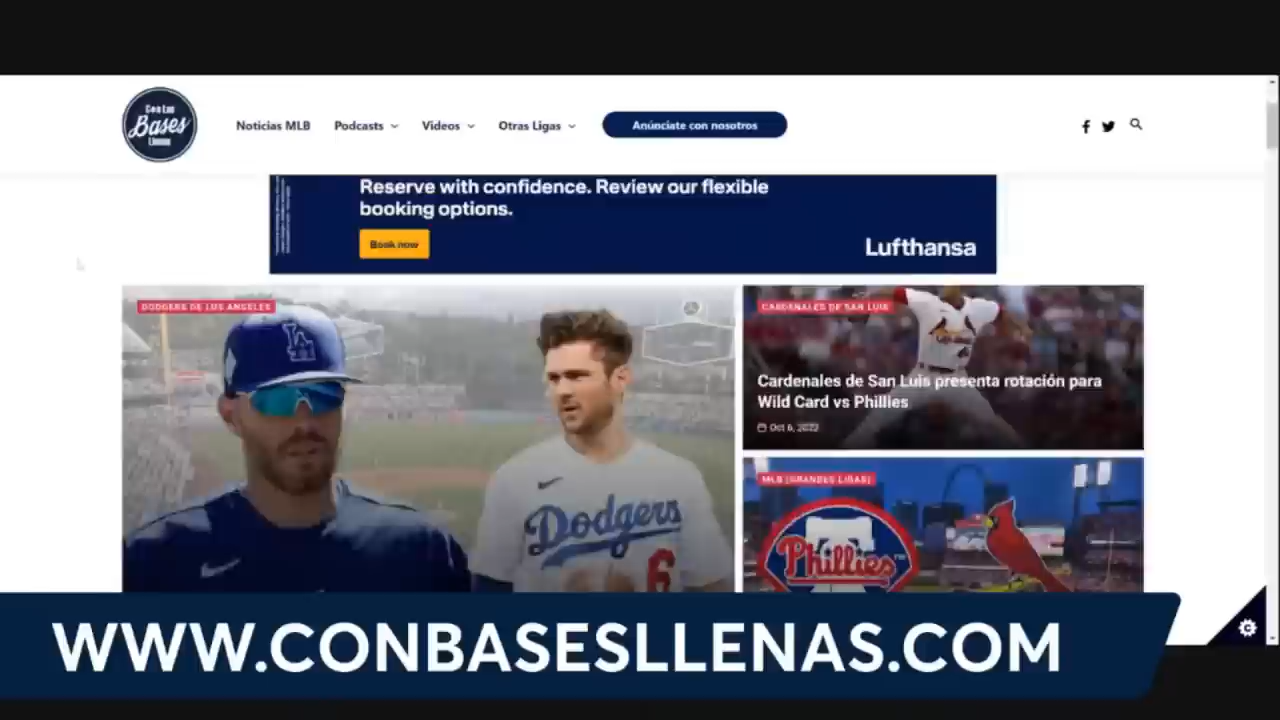 Con Las
Bases
Llenas
Noticias MLB
Podcasts
Videos
Otras Ligas
Anúnciate con nosotros
Reserve with confidence. Review our flexible
booking options.
Book now
Lufthansa
DODGERS DE LOS ANGELES
LA
Dodgers
6
CARDENALES DE SAN LUIS
Cardenales de San Luis presenta rotación para
Wild Card vs Phillies
Oct 6, 2022
MLB (GRANDES LIGAS)
Phillies
WWW.CONBASESLLENAS.COM